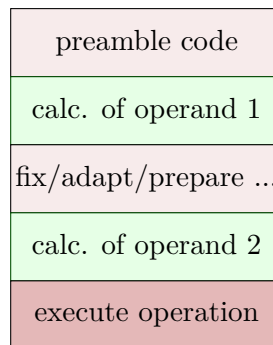 preamble code
calc. of operand 1
fix/adapt/prepare ...
calc. of operand 2
execute operation